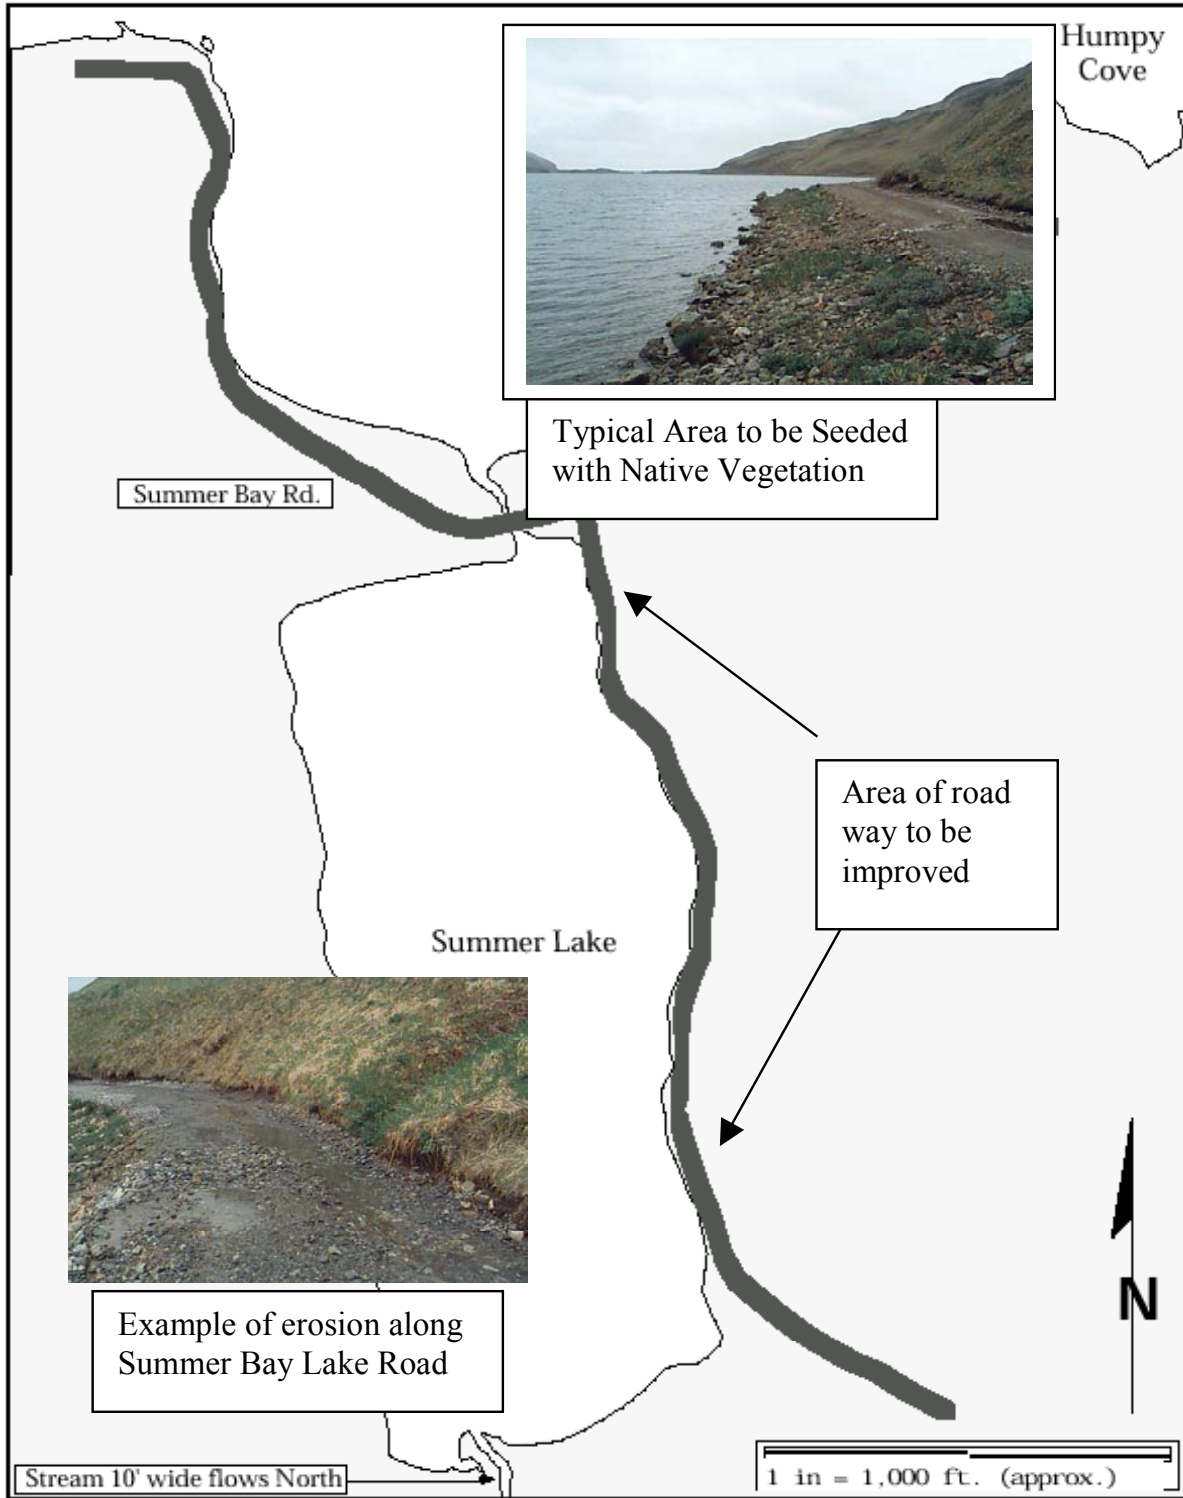 Humpy
Cove
Typical Area to be Seeded
with Native Vegetation
Summer Bay Rd.
Area of road
way to be
improved
Summer Lake
Example of erosion along
Summer Bay Lake Road
N
Stream 10' wide flows North
1 in = 1,000 ft. (approx.)